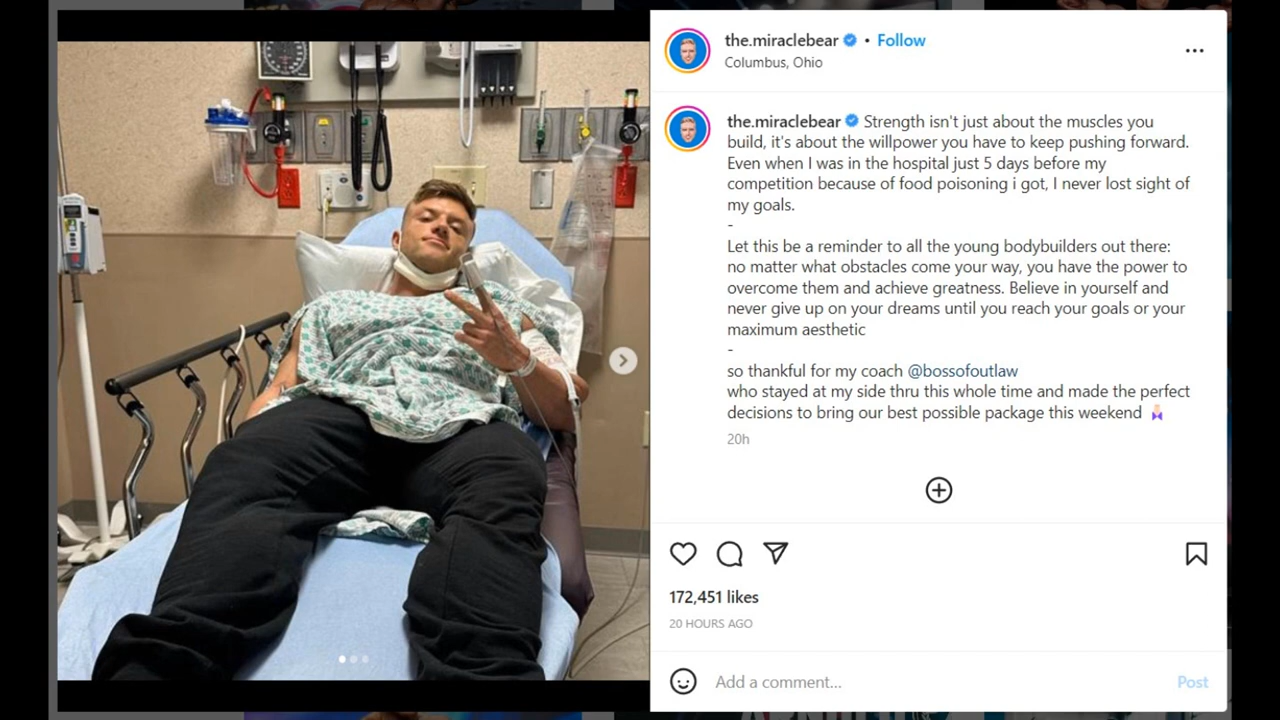 the.miraclebear • Follow
Columbus, Ohio
the.miraclebear Strength isn't just about the muscles you
build, it's about the willpower you have to keep pushing forward.
Even when I was in the hospital just 5 days before my
competition because of food poisoning i got, I never lost sight of
my goals.
-
Let this be a reminder to all the young bodybuilders out there:
no matter what obstacles come your way, you have the power to
overcome them and achieve greatness. Believe in yourself and
never give up on your dreams until you reach your goals or your
maximum aesthetic
-
so thankful for my coach @bossofoutlaw
who stayed at my side thru this whole time and made the perfect
decisions to bring our best possible package this weekend
20h
172,451 likes
20 HOURS AGO
Add a comment...
Post